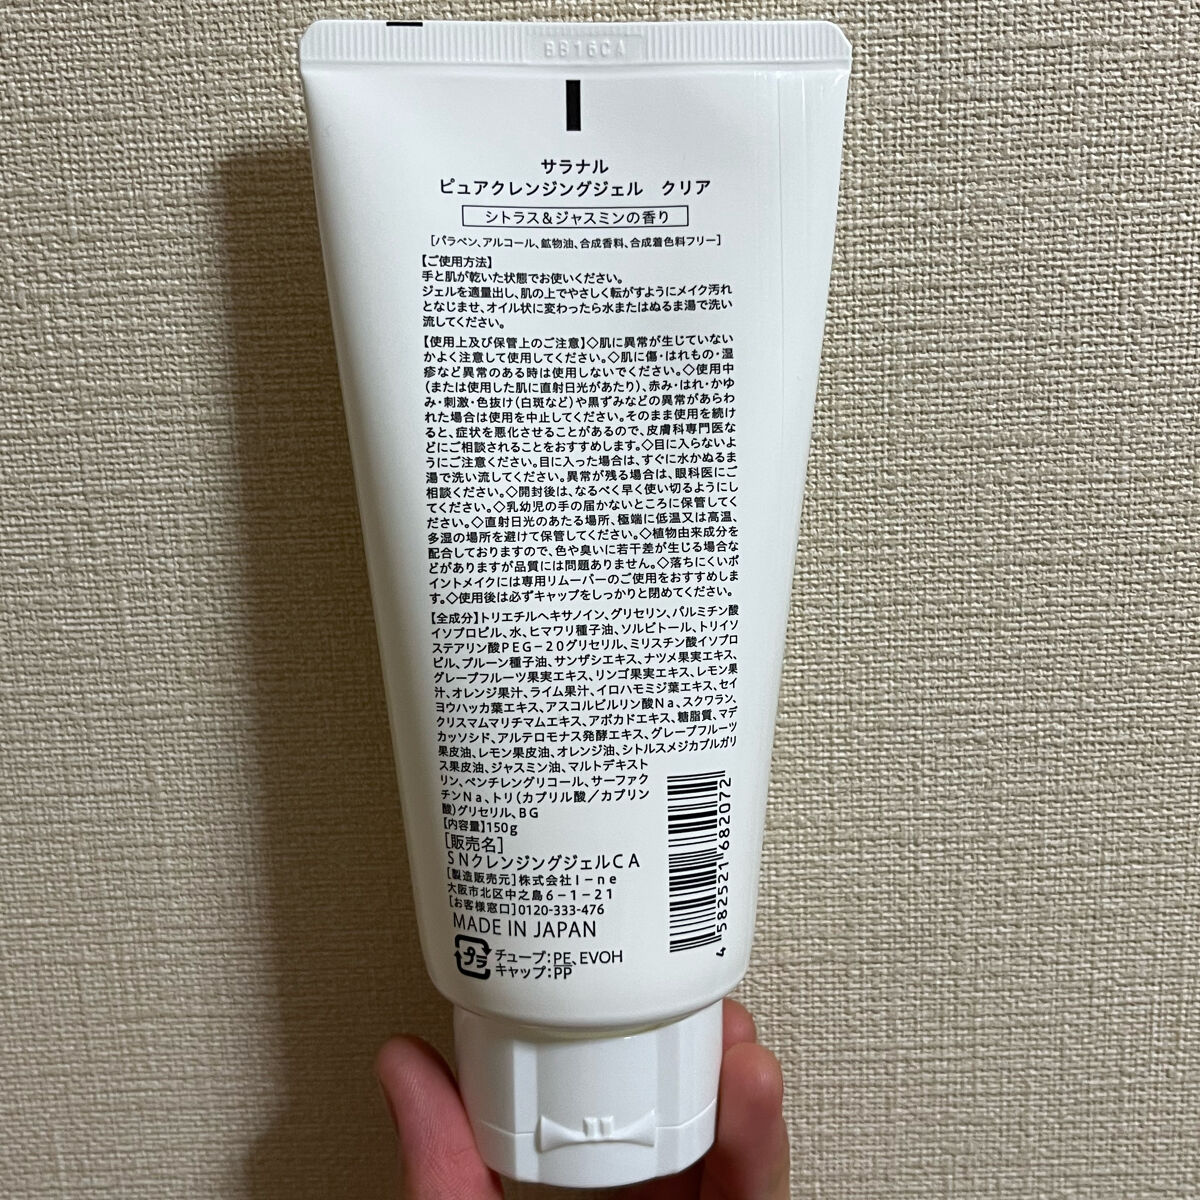 BB16CA
サラナル
ピュアクレンジングジェル　クリア
シトラス&ジャスミンの香り
[パラベン、アルコール、鉱物油、合成香料、合成着色料フリー]
【ご使用方法】
手と肌が乾いた状態でお使いください。
ジェルを適量出し、肌の上でやさしく転がすようにメイク汚れ
となじませ、オイル状に変わったら水またはぬるま湯で洗い
流してください。
【使用上及び保管上のご注意】◇肌に異常が生じていない
かよく注意して使用してください。◇肌に傷・はれもの・湿
疹など異常のある時は使用しないでください。◇使用中
(または使用した肌に直射日光があたり)、赤み・はれ・かゆ
み・刺激・色抜け(白斑など)や黒ずみなどの異常があらわ
れた場合は使用を中止してください。そのまま使用を続け
ると、症状を悪化させることがあるので、皮膚科専門医な
どにご相談されることをおすすめします。◇目に入らないよ
うにご注意ください。目に入った場合は、すぐに水かぬるま
湯で洗い流してください。異常が残る場合は、眼科医にご
相談ください。◇開封後は、なるべく早く使い切るようにし
てください。◇乳幼児の手の届かないところに保管してく
ださい。◇直射日光のあたる場所、極端に低温又は高温、
多湿の場所を避けて保管してください。◇植物由来成分を
配合しておりますので、色や臭いに若干差が生じる場合な
どがありますが品質には問題ありません。◇落ちにくいポ
イントメイクには専用リムーバーのご使用をおすすめしま
す。◇使用後は必ずキャップをしっかりと閉めてください。
【全成分】トリエチルヘキサノイン、グリセリン、パルミチン酸
イソプロピル、水、ヒマワリ種子油、ソルビトール、トリイソ
ステアリン酸PEG-20グリセリル、ミリスチン酸イソプロ
ピル、プルーン種子油、サンザシエキス、ナツメ果実エキス、
グレープフルーツ果実エキス、リンゴ果実エキス、レモン果
汁、オレンジ果汁、ライム果汁、イロハモミジ葉エキス、セイ
ヨウハッカ葉エキス、アスコルビルリン酸Na、スクワラン、
クリスマムマリチマムエキス、アボカドエキス、糖脂質、マデ
カッソシド、アルテロモナス発酵エキス、グレープフルーツ
果皮油、レモン果皮油、オレンジ油、シトルスメジカブルガリ
ス果皮油、ジャスミン油、マルトデキスト
リン、ペンチレングリコール、サーファク
チンNa、トリ(カプリル酸／カプリン
酸)グリセリル、BG
【内容量】150g
[販売名]
SNクレンジングジェルCA
[製造販売元]株式会社I-ne
大阪市北区中之島6-1-21
[お客様窓口]0120-333-476
MADE IN JAPAN
プラ
チューブ:PE、EVOH
キャップ:PP
4 582521 682072